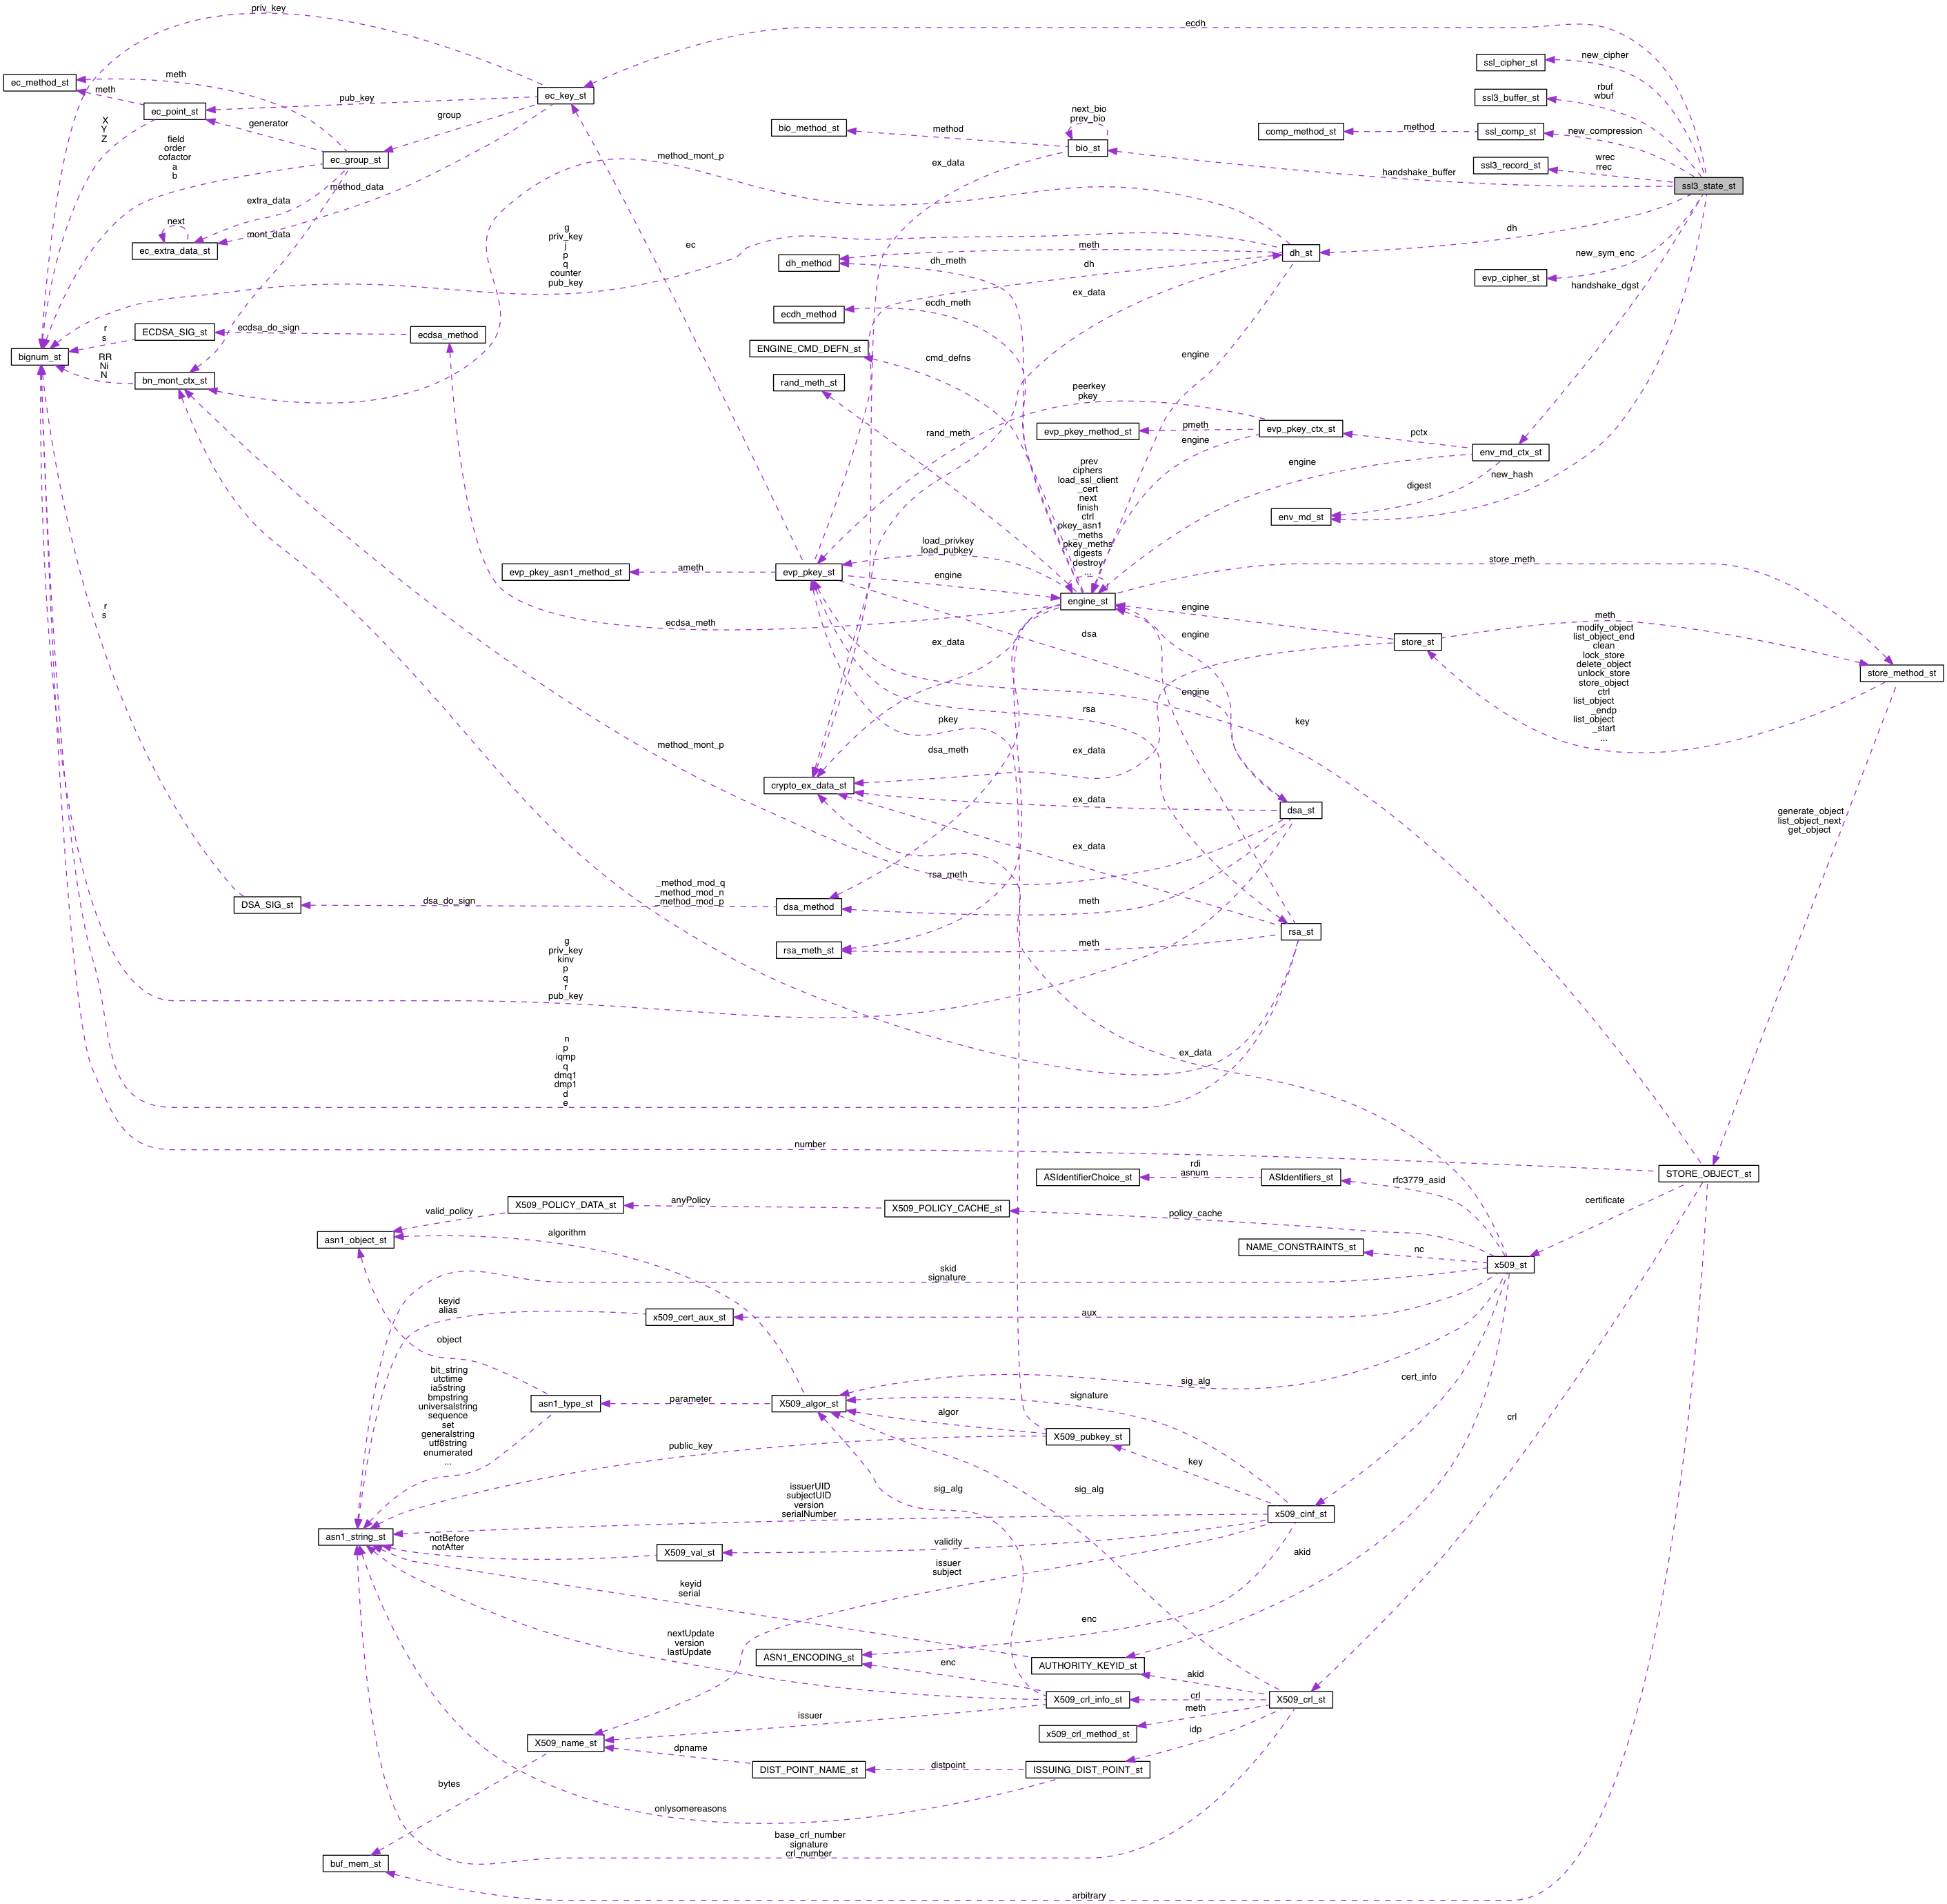 priv_key
ecdh
ssl_cipher_st
new_cipher
ec_method_st
meth
meth
ec_key_st
pub_key
ec_point_st
rbuf
wbuf
ssl3_buffer_st
X
Y
Z
generator
group
next_bio
prev_bio
bio_method_st
method
comp_method_st
method
ssl_comp_st
new_compression
field
order
cofactor
a
b
ec_group_st
method_mont_p
ex_data
bio_st
handshake_buffer
ssl3_record_st
wrec
rrec
ssl3_state_st
method_data
extra_data
next
ec_extra_data_st
mont_data
g
priv_key
j
p
q
counter
pub_key
ec
dh_method
meth
dh_meth
dh
dh_st
dh
new_sym_enc
evp_cipher_st
handshake_dgst
ex_data
ecdh_method
ecdh_meth
r
s
ECDSA_SIG_st
ecdsa_do_sign
ecdsa_method
bignum_st
RR
Ni
N
bn_mont_ctx_st
ENGINE_CMD_DEFN_st
cmd_defns
engine
rand_meth_st
peerkey
pkey
rand_meth
evp_pkey_method_st
pmeth
evp_pkey_ctx_st
pctx
engine
env_md_ctx_st
engine
prev
ciphers
load_ssl_client
_cert
next
finish
ctrl
pkey_asn1
_meths
pkey_meths
digests
destroy
...
digest
new_hash
env_md_st
load_privkey
load_pubkey
evp_pkey_asn1_method_st
ameth
evp_pkey_st
engine
engine_st
store_meth
r
s
ecdsa_meth
engine
ex_data
dsa
engine
store_st
meth
modify_object
list_object_end
clean
lock_store
delete_object
unlock_store
store_object
ctrl
list_object
_endp
list_object
_start
...
store_method_st
engine
rsa
pkey
key
method_mont_p
dsa_meth
ex_data
crypto_ex_data_st
ex_data
dsa_st
generate_object
list_object_next
get_object
ex_data
rsa_meth
DSA_SIG_st
dsa_do_sign
_method_mod_q
_method_mod_n
_method_mod_p
dsa_method
meth
rsa_st
rsa_meth_st
meth
g
priv_key
kinv
p
q
r
pub_key
n
p
iqmp
q
dmq1
dmp1
d
e
ex_data
number
STORE_OBJECT_st
ASIdentifierChoice_st
rdi
asnum
ASIdentifiers_st
rfc3779_asid
certificate
X509_POLICY_DATA_st
anyPolicy
X509_POLICY_CACHE_st
policy_cache
valid_policy
asn1_object_st
algorithm
NAME_CONSTRAINTS_st
nc
x509_st
skid
signature
keyid
alias
x509_cert_aux_st
aux
object
bit_string
utctime
ia5string
bmpstring
universalstring
sequence
set
generalstring
utf8string
enumerated
...
asn1_type_st
parameter
X509_algor_st
sig_alg
cert_info
signature
algor
X509_pubkey_st
crl
public_key
key
issuerUID
subjectUID
version
serialNumber
sig_alg
sig_alg
x509_cinf_st
asn1_string_st
notBefore
notAfter
X509_val_st
validity
akid
issuer
subject
keyid
serial
enc
nextUpdate
version
lastUpdate
ASN1_ENCODING_st
enc
AUTHORITY_KEYID_st
akid
X509_crl_info_st
crl
X509_crl_st
meth
issuer
x509_crl_method_st
idp
X509_name_st
dpname
DIST_POINT_NAME_st
distpoint
ISSUING_DIST_POINT_st
bytes
onlysomereasons
base_crl_number
signature
crl_number
buf_mem_st
arbitrary